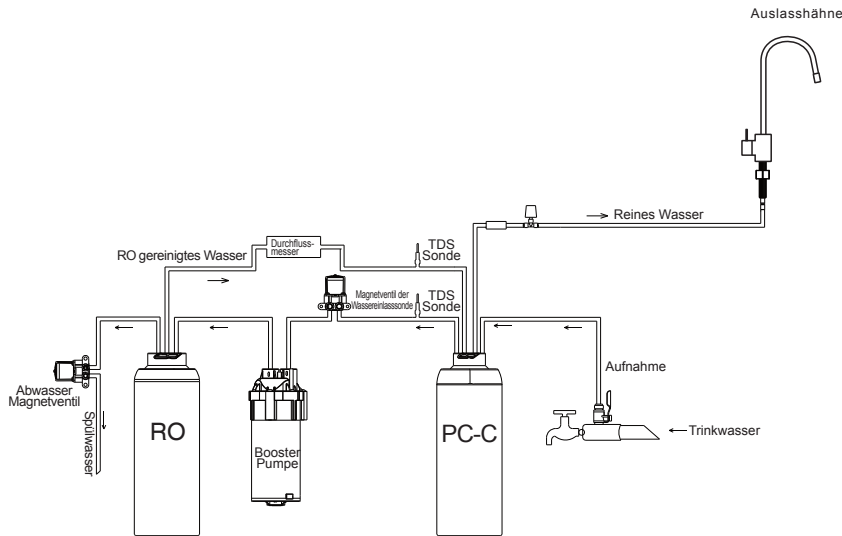 Auslasshähne
Reines Wasser
TDS
Sonde
Durchfluss-
messer
RO gereinigtes Wasser
Magnetventil der
Wassereinlasssonde
TDS
Sonde
Aufnahme
Abwasser
Magnetventil
Spülwasser
RO
Booster
Pumpe
PC-C
Trinkwasser